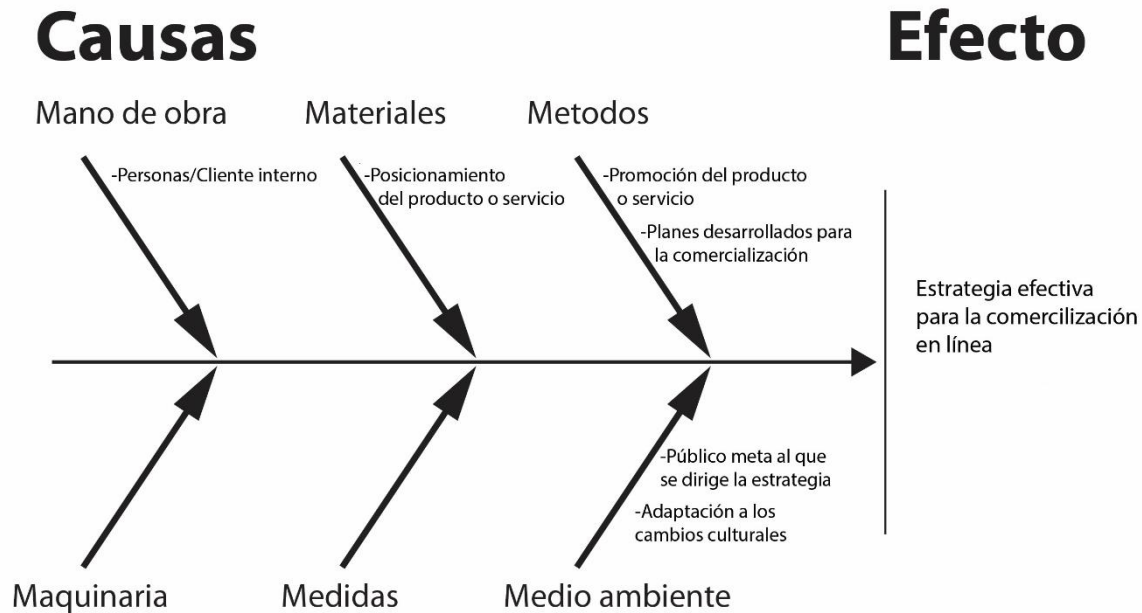 Causas
Efecto
Mano de obra
Materiales
Metodos
-Personas/Cliente interno
-Posicionamiento
del producto o servicio
-Promoción del producto
o servicio
-Planes desarrollados para
la comercialización
Estrategia efectiva
para la comercilización
en línea
-Público meta al que
se dirige la estrategia
-Adaptación a los
cambios culturales
Maquinaria
Medidas
Medio ambiente